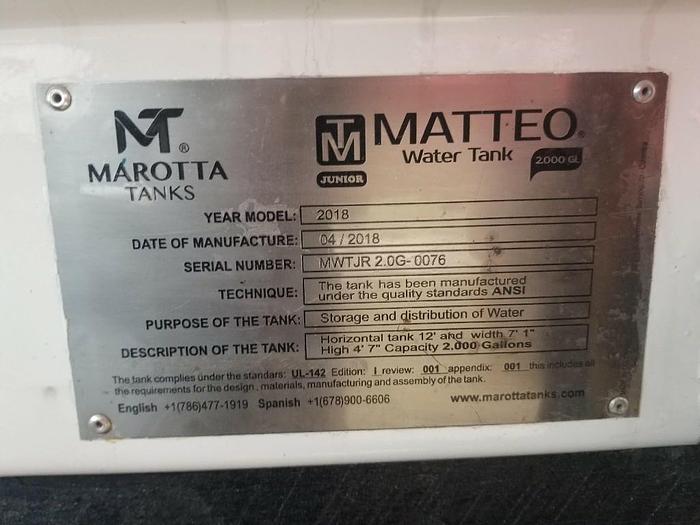 MT®
MAROTTA
TANKS
TM
JUNIOR
MATTEO®
Water Tank
2.000 GL
YEAR MODEL: 2018
DATE OF MANUFACTURE: 04 / 2018
SERIAL NUMBER: MWTJR 2.0G- 0076
TECHNIQUE: The tank has been manufactured
under the quality standards ANSI
PURPOSE OF THE TANK: Storage and distribution of Water
DESCRIPTION OF THE TANK: Horizontal tank 12' and width 7' 1"
High 4' 7" Capacity 2.000 Gallons
The tank complies under the standars: UL-142 Edition: I review: 001 appendix: 001 this includes all
the requirements for the design, materials, manufacturing and assembly of the tank.
English +1(786)477-1919 Spanish +1(678)900-6606 www.marottatanks.com